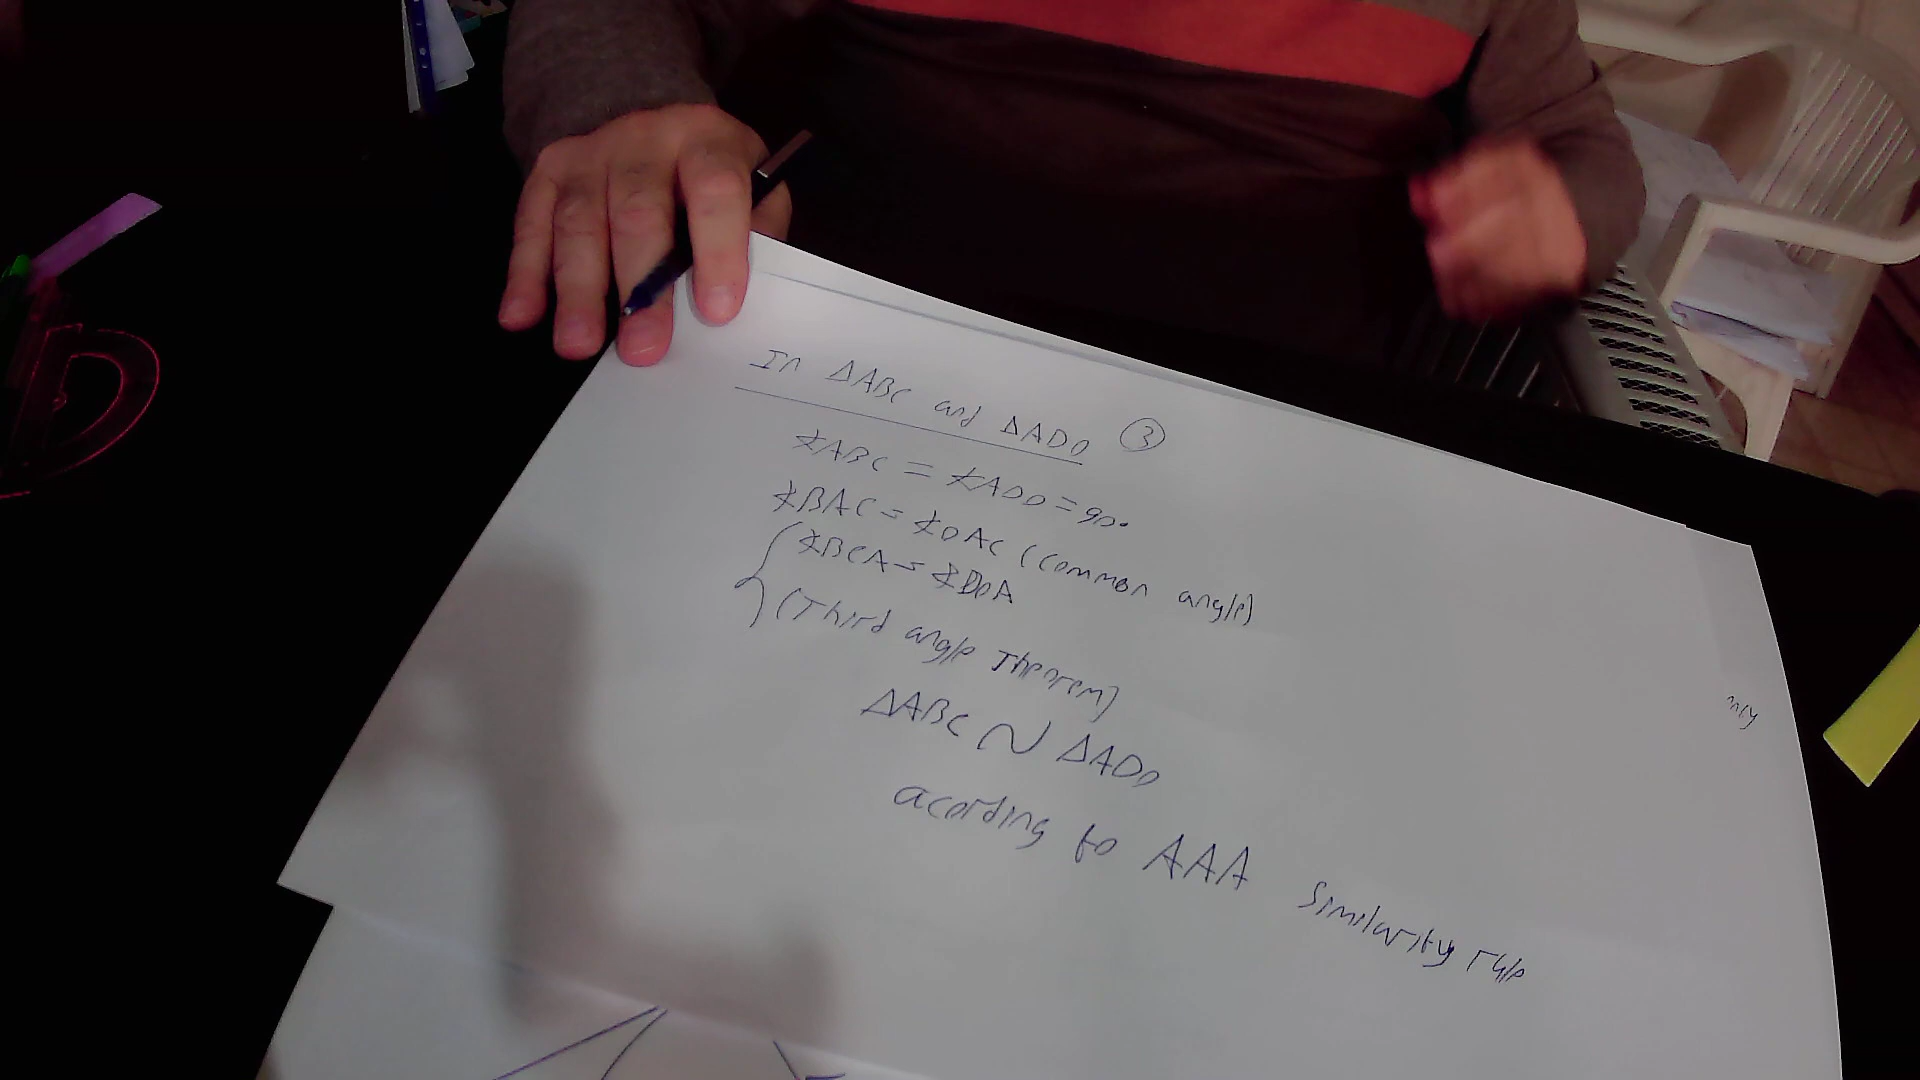 In ΔABC and ΔADO ③
∡ABC = ∡ADO = 90°
∡BAC = ∡OAC (common angle)
∡BCA = ∡DOA
(Third angle Theorem)
ΔABC ~ ΔADO
acording to AAA similarity rule